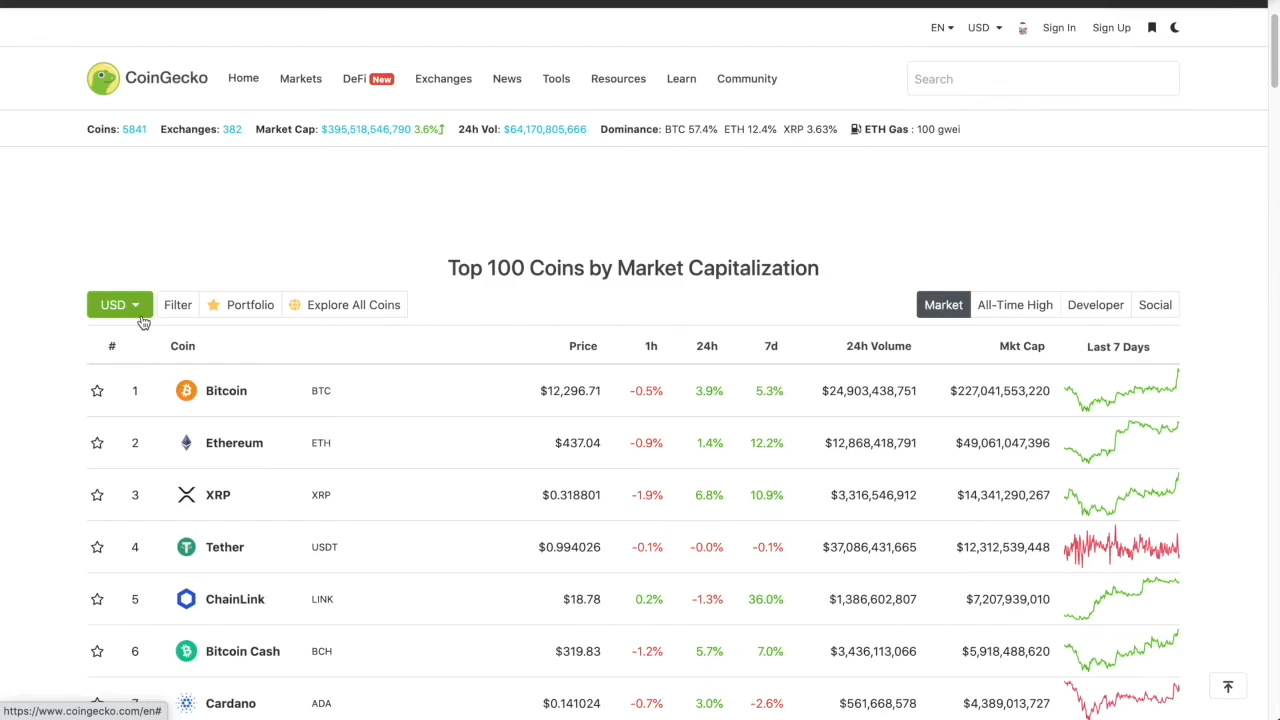 EN USD Sign In Sign Up
CoinGecko Home Markets DeFi New Exchanges News Tools Resources Learn Community Search
Coins: 5841 Exchanges: 382 Market Cap: $395,518,546,790 3.6% 24h Vol: $64,170,805,666 Dominance: BTC 57.4% ETH 12.4% XRP 3.63% ETH Gas : 100 gwei
Top 100 Coins by Market Capitalization
USD Filter Portfolio Explore All Coins Market All-Time High Developer Social
# Coin Price 1h 24h 7d 24h Volume Mkt Cap Last 7 Days
1 Bitcoin BTC $12,296.71 -0.5% 3.9% 5.3% $24,903,438,751 $227,041,553,220
2 Ethereum ETH $437.04 -0.9% 1.4% 12.2% $12,868,418,791 $49,061,047,396
3 XRP XRP $0.318801 -1.9% 6.8% 10.9% $3,316,546,912 $14,341,290,267
4 Tether USDT $0.994026 -0.1% -0.0% -0.1% $37,086,431,665 $12,312,539,448
5 ChainLink LINK $18.78 0.2% -1.3% 36.0% $1,386,602,807 $7,207,939,010
6 Bitcoin Cash BCH $319.83 -1.2% 5.7% 7.0% $3,436,113,066 $5,918,488,620
Cardano ADA $0.141024 -0.7% 3.0% -2.6% $561,668,578 $4,389,013,727
https://www.coingecko.com/en#